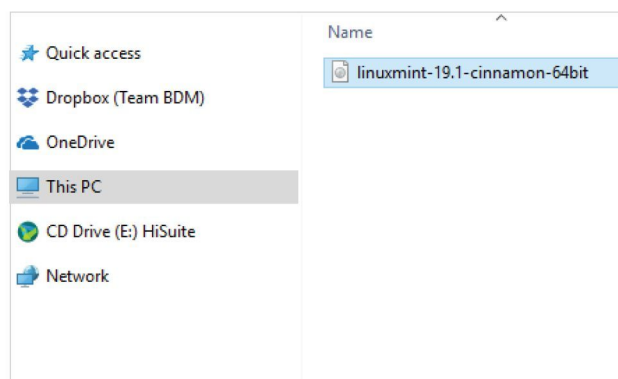 Quick access
Dropbox (Team BDM)
OneDrive
This PC
CD Drive (E:) HiSuite
Network
Name
linuxmint-19.1-cinnamon-64bit